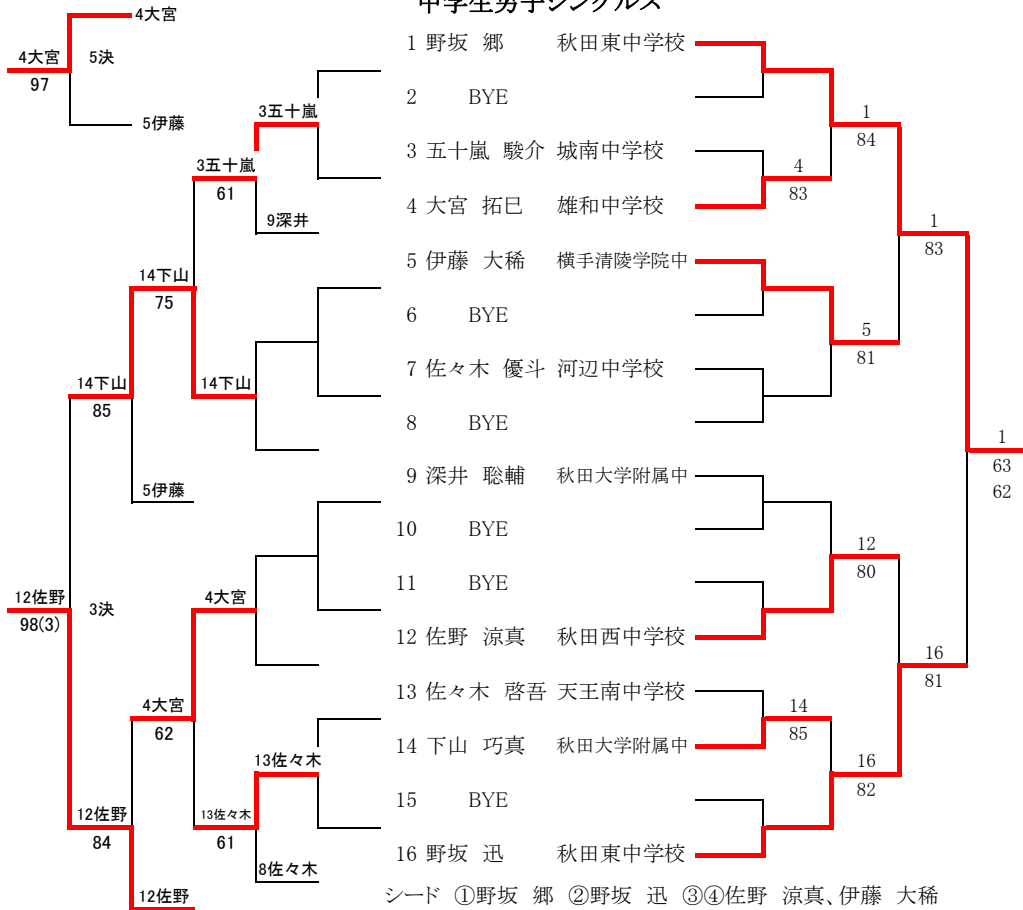 中学生男子シングルス
4大宮
4大宮
5決
97
5伊藤
3五十嵐
3五十嵐
61
9深井
14下山
75
14下山
85
14下山
5伊藤
12佐野
98(3)
3決
4大宮
4大宮
62
13佐々木
12佐野
84
13佐々木
61
8佐々木
12佐野
1 野坂 郷 秋田東中学校
2 BYE
3 五十嵐 駿介 城南中学校
4 大宮 拓巳 雄和中学校
5 伊藤 大稀 横手清陵学院中
6 BYE
7 佐々木 優斗 河辺中学校
8 BYE
9 深井 聡輔 秋田大学附属中
10 BYE
11 BYE
12 佐野 涼真 秋田西中学校
13 佐々木 啓吾 天王南中学校
14 下山 巧真 秋田大学附属中
15 BYE
16 野坂 迅 秋田東中学校
4
83
14
85
1
84
5
81
12
80
16
82
1
83
16
81
1
63
62
シード ①野坂 郷 ②野坂 迅 ③④佐野 涼真、伊藤 大稀